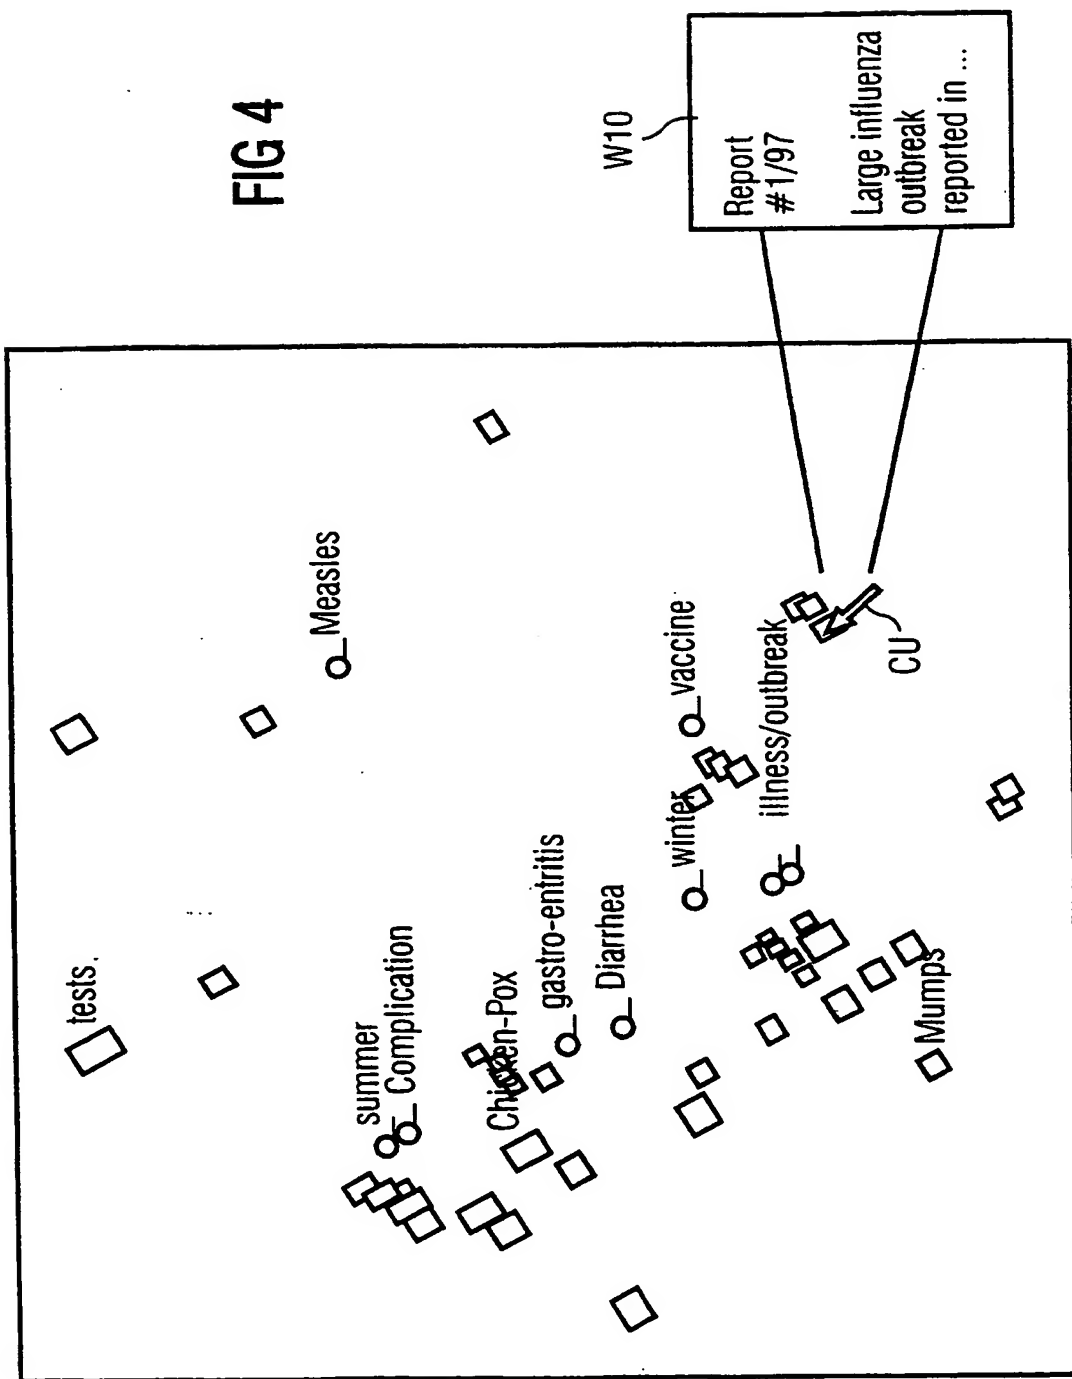 FIG 4
W10
Report
#1/97
Large influenza
outbreak
reported in ...
tests.
Measles
summer
Complication
Chicken-Pox
gastro-entritis
Diarrhea
winter
vaccine
illness/outbreak
CU
Mumps